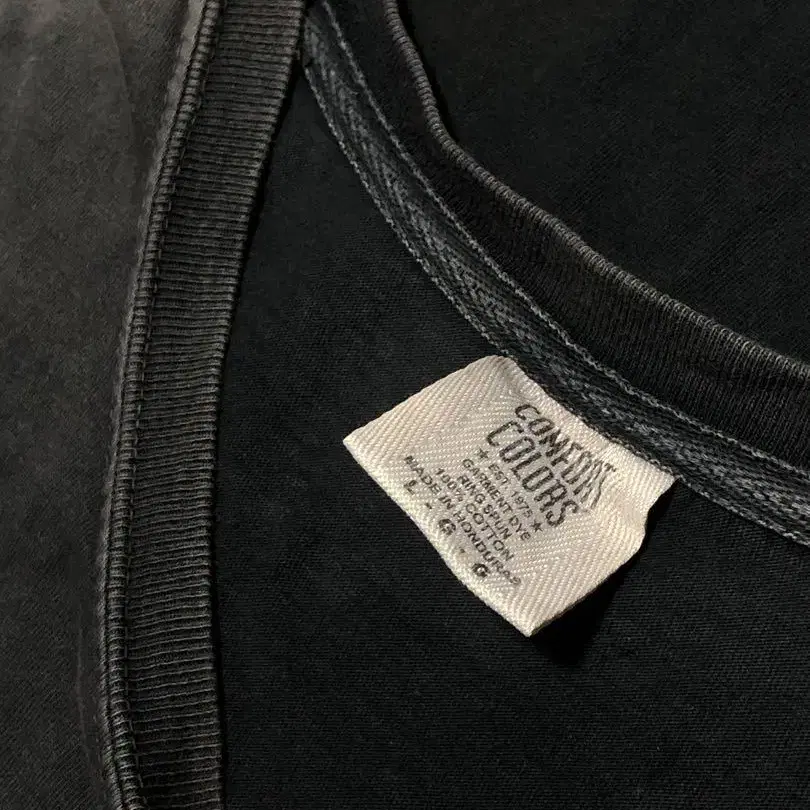 COMFORT
COLORS
★ EST. 1975 ★
GARMENT DYE
RING SPUN
100% COTTON
MADE IN HONDURAS
L - G - G